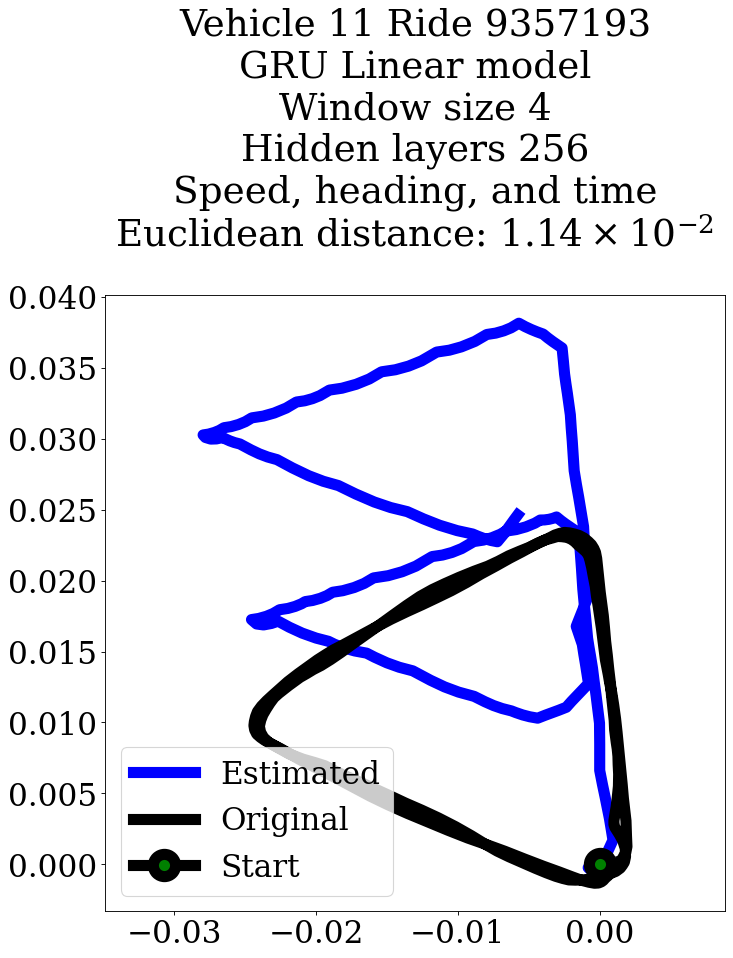 Vehicle 11 Ride 9357193
GRU Linear model
Window size 4
Hidden layers 256
Speed, heading, and time
Euclidean distance: 1.14 × 10⁻²
0.040
0.035
0.030
0.025
0.020
0.015
0.010
0.005
0.000
Estimated
Original
Start
−0.03 −0.02 −0.01 0.00